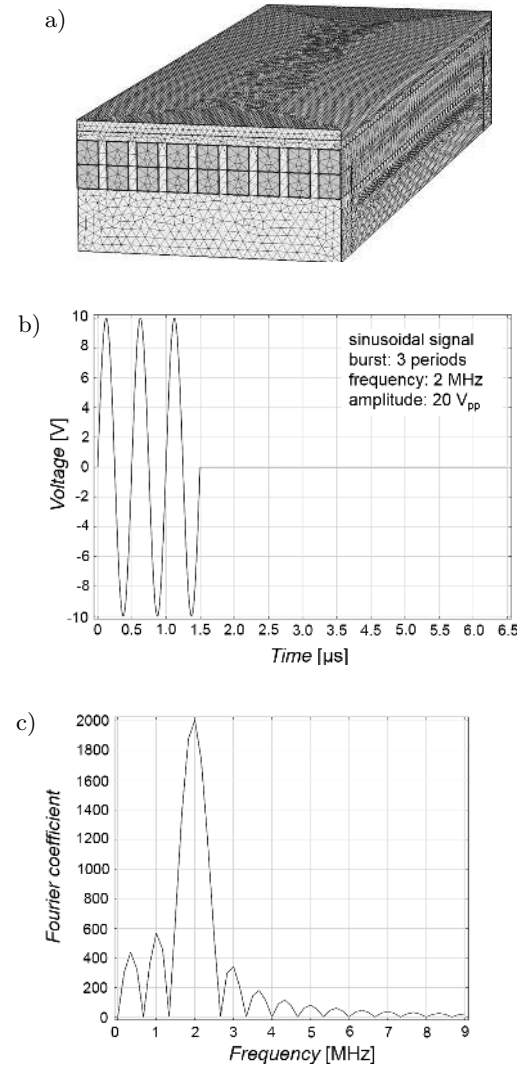 a)
b)
10
8
6
4
2
0
-2
-4
-6
-8
-10
Voltage [V]
sinusoidal signal
burst: 3 periods
frequency: 2 MHz
amplitude: 20 Vpp
0 0.5 1.0 1.5 2.0 2.5 3.0 3.5 4.0 4.5 5.0 5.5 6.0 6.5
Time [µs]
c)
2000
1800
1600
1400
1200
1000
800
600
400
200
0
Fourier coefficient
0 1 2 3 4 5 6 7 8 9
Frequency [MHz]